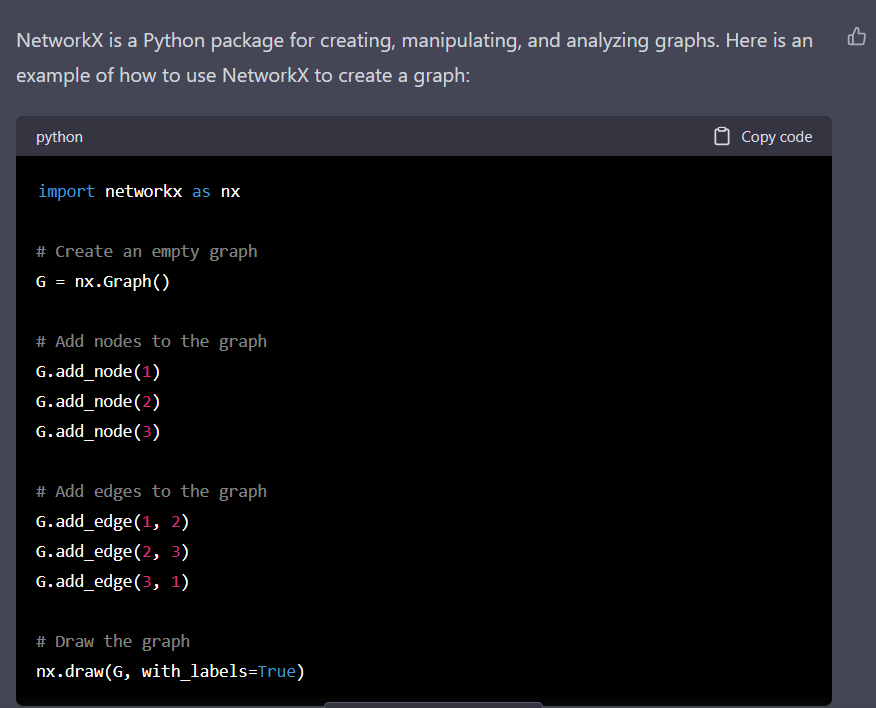 NetworkX is a Python package for creating, manipulating, and analyzing graphs. Here is an
example of how to use NetworkX to create a graph:
python Copy code
import networkx as nx
# Create an empty graph
G = nx.Graph()
# Add nodes to the graph
G.add_node(1)
G.add_node(2)
G.add_node(3)
# Add edges to the graph
G.add_edge(1, 2)
G.add_edge(2, 3)
G.add_edge(3, 1)
# Draw the graph
nx.draw(G, with_labels=True)